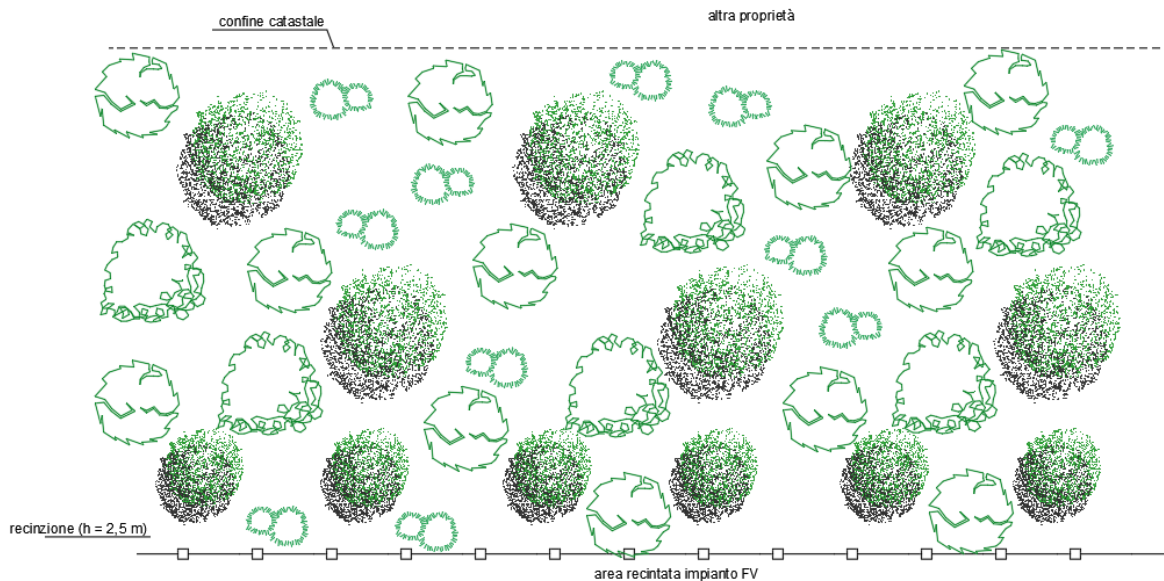 altra proprietà
confine catastale
recinzione (h = 2,5 m)
area recintata impianto FV